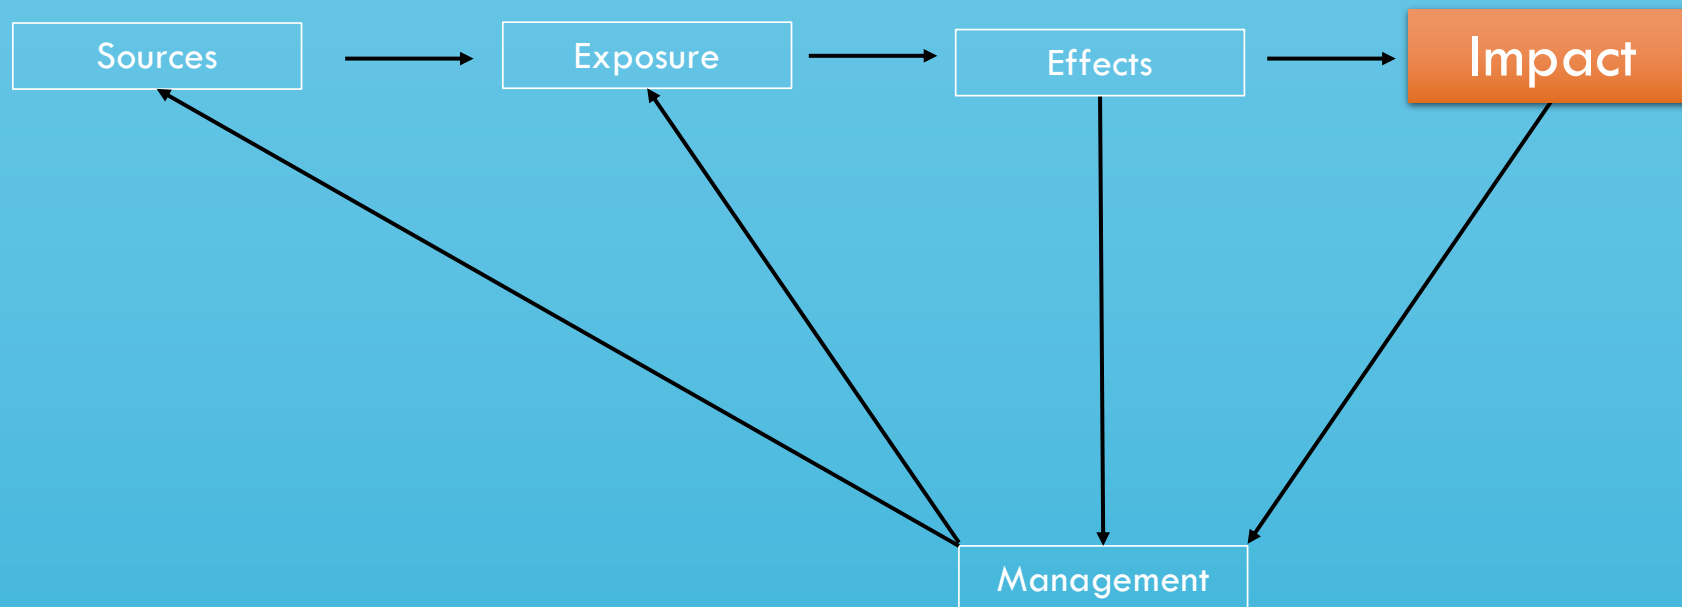 Sources
Exposure
Effects
Impact
Management